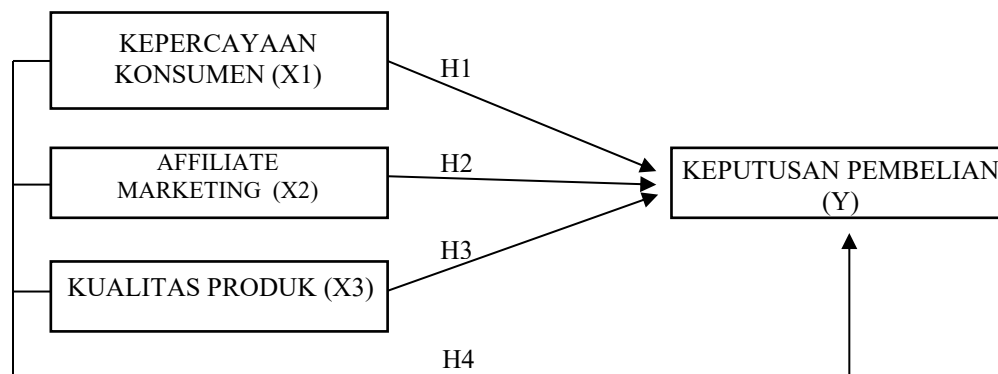 KEPERCAYAAN
KONSUMEN (X1)
H1
AFFILIATE
MARKETING (X2)
H2
KEPUTUSAN PEMBELIAN
(Y)
H3
KUALITAS PRODUK (X3)
H4